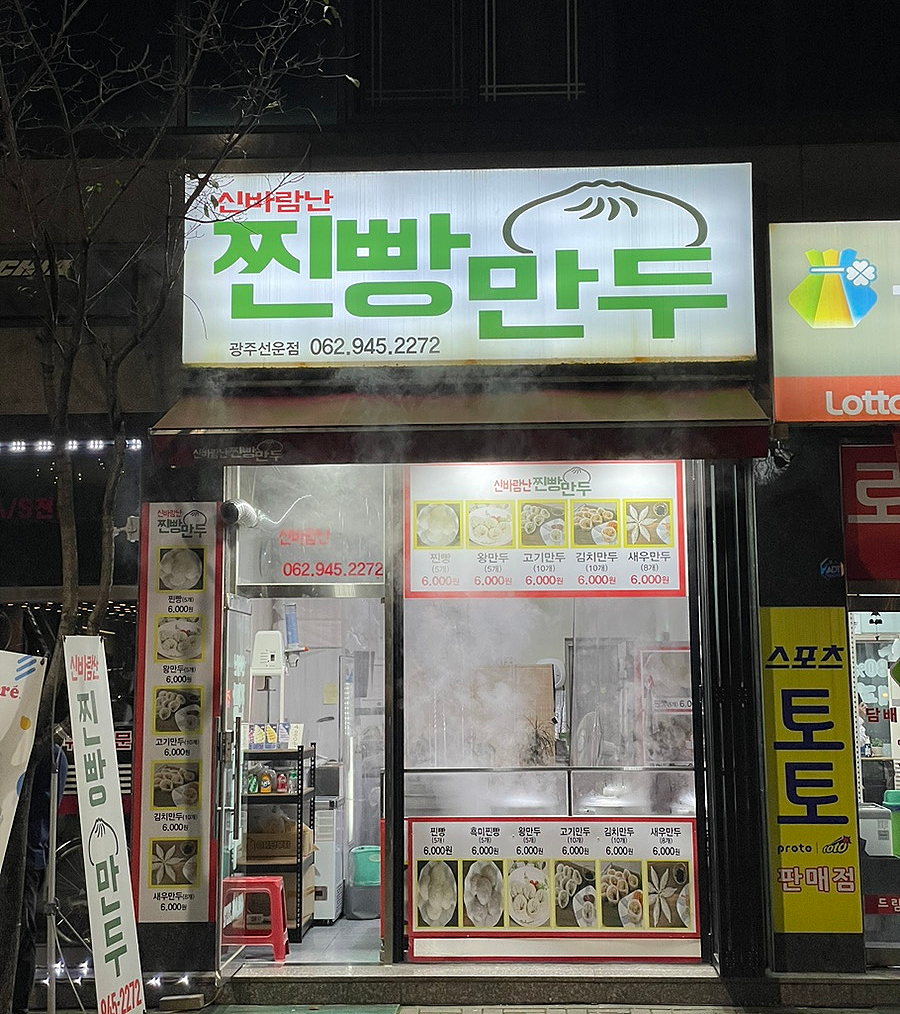 신바람난
찐빵만두
광주선운점 062.945.2272
Lotto
신바람난 찐빵만두
A/S전
신바람난
062.945.2272
신바람난 찐빵만두
찐빵 왕만두 고기만두 김치만두 새우만두
(5개) (5개) (10개) (10개) (8개)
6,000원 6,000원 6,000원 6,000원 6,000원
신바람난
찐빵만두
찐빵(5개)
6,000원
왕만두(5개)
6,000원
고기만두(10개)
6,000원
김치만두(10개)
6,000원
새우만두(8개)
6,000원
신바람난
찐빵만두
945-2272
찐빵 흑미찐빵 왕만두 고기만두 김치만두 새우만두
(5개) (5개) (5개) (10개) (10개) (8개)
6,000원 6,000원 6,000원 6,000원 6,000원 6,000원
로
스포츠
토토
proto
판매점
담배
드림